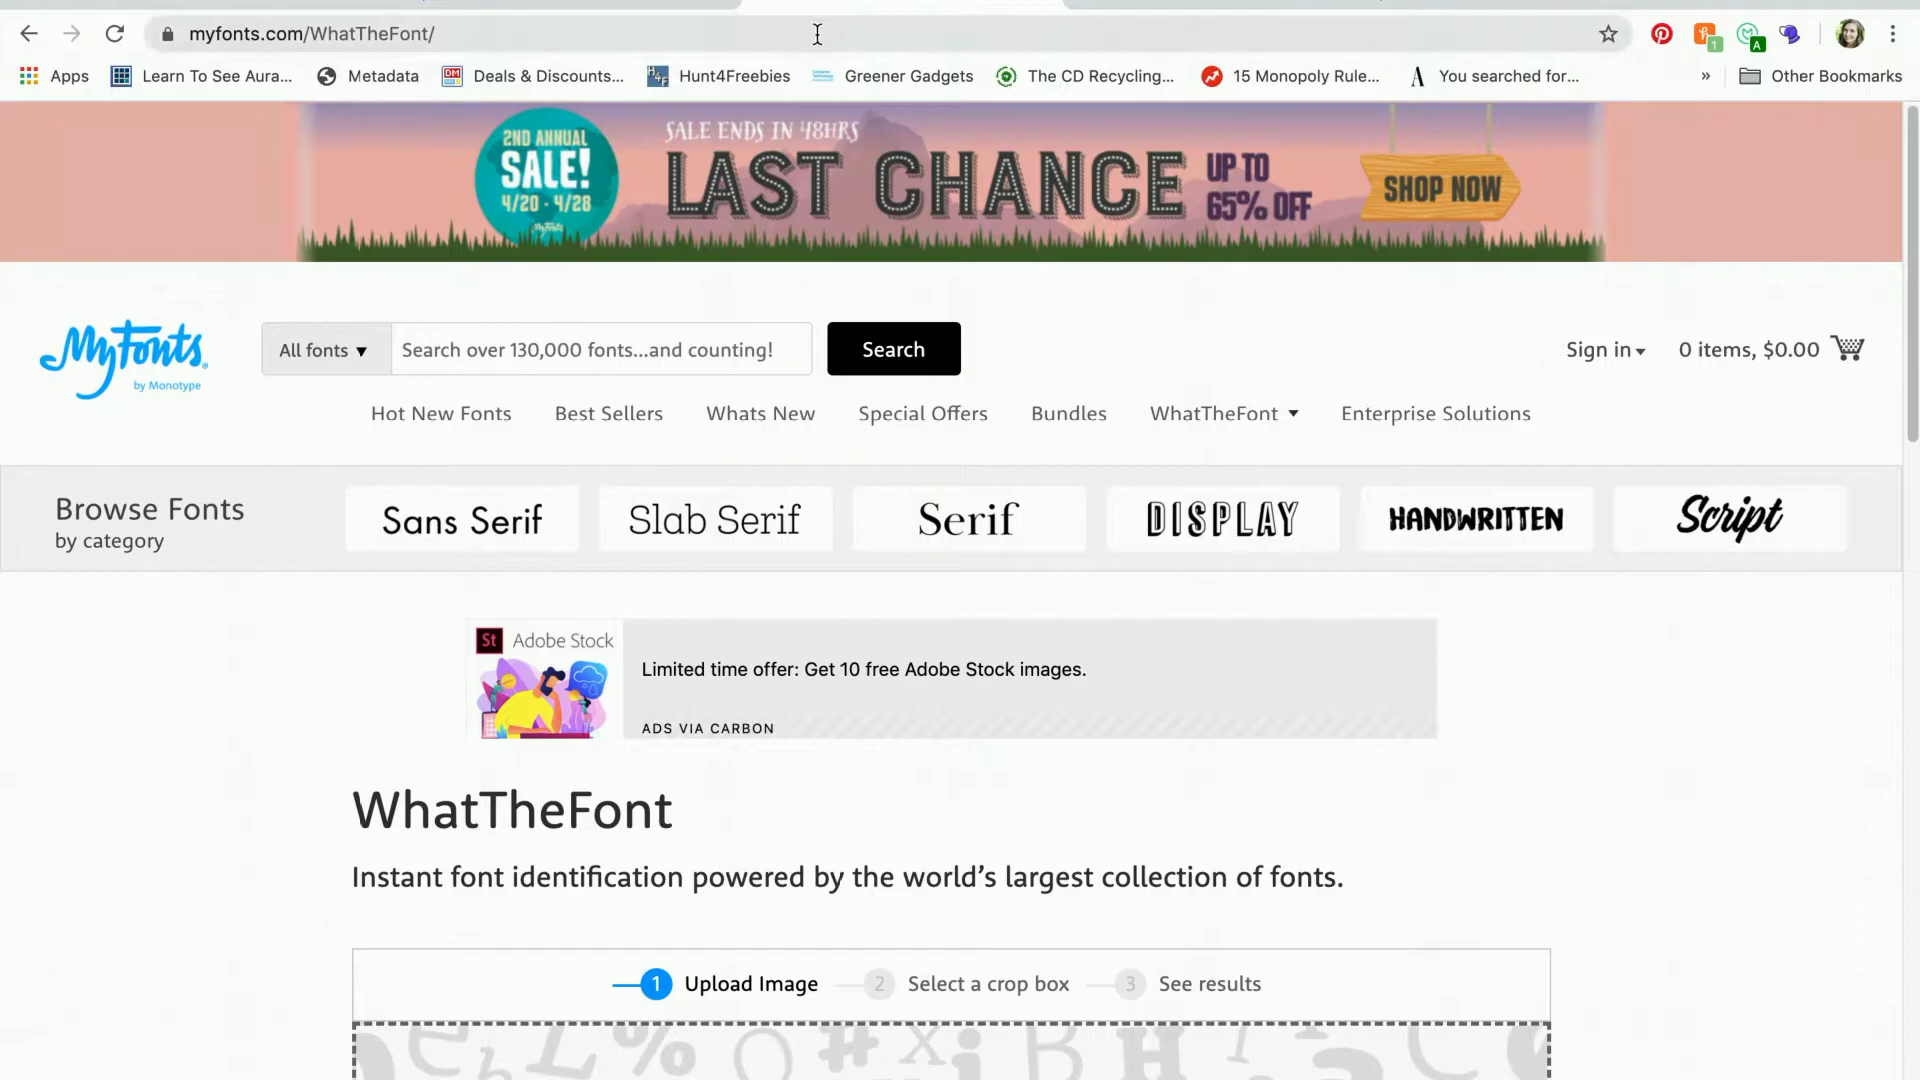 myfonts.com/WhatTheFont/
1
A
Apps
Learn To See Aura...
Metadata
DM
Deals & Discounts...
H4F
Hunt4Freebies
Greener Gadgets
The CD Recycling...
15 Monopoly Rule...
You searched for...
»
Other Bookmarks
2ND ANNUAL
SALE!
4/20 - 4/28
MyFonts
SALE ENDS IN 48HRS
LAST CHANCE
UP TO
65% OFF
SHOP NOW
MyFonts
by Monotype
All fonts ▼
Search over 130,000 fonts...and counting!
Search
Sign in
0 items, $0.00
Hot New Fonts
Best Sellers
Whats New
Special Offers
Bundles
WhatTheFont
Enterprise Solutions
Browse Fonts
by category
Sans Serif
Slab Serif
Serif
DISPLAY
HANDWRITTEN
Script
St Adobe Stock
Limited time offer: Get 10 free Adobe Stock images.
ADS VIA CARBON
WhatTheFont
Instant font identification powered by the world’s largest collection of fonts.
1 Upload Image
2 Select a crop box
3 See results